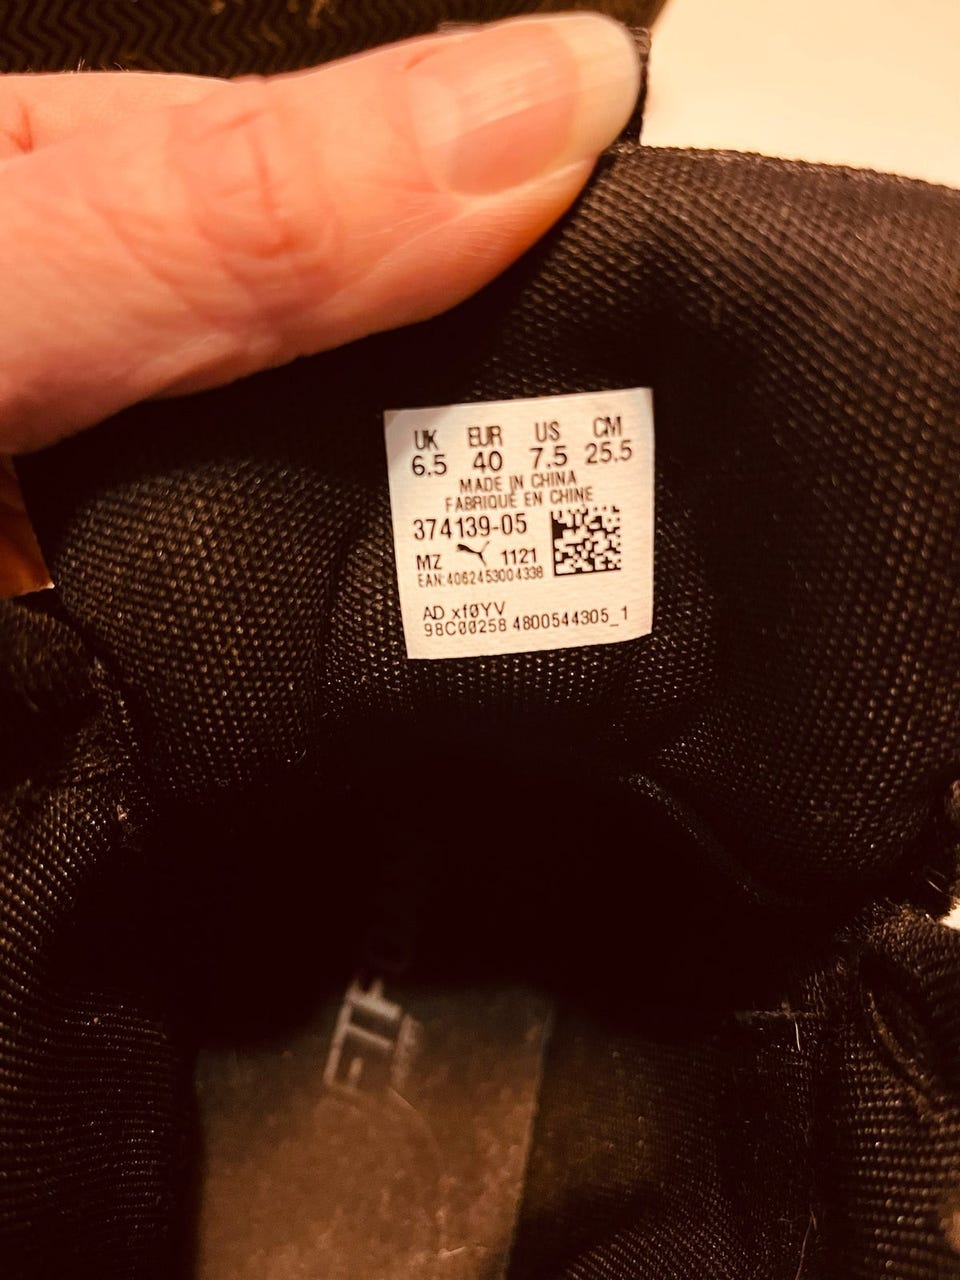 UK EUR US CM
6.5 40 7.5 25.5
MADE IN CHINA
FABRIQUÉ EN CHINE
374139-05
MZ 1121
EAN:4062453004338
AD xf0YV
98C00258 4800544305_1